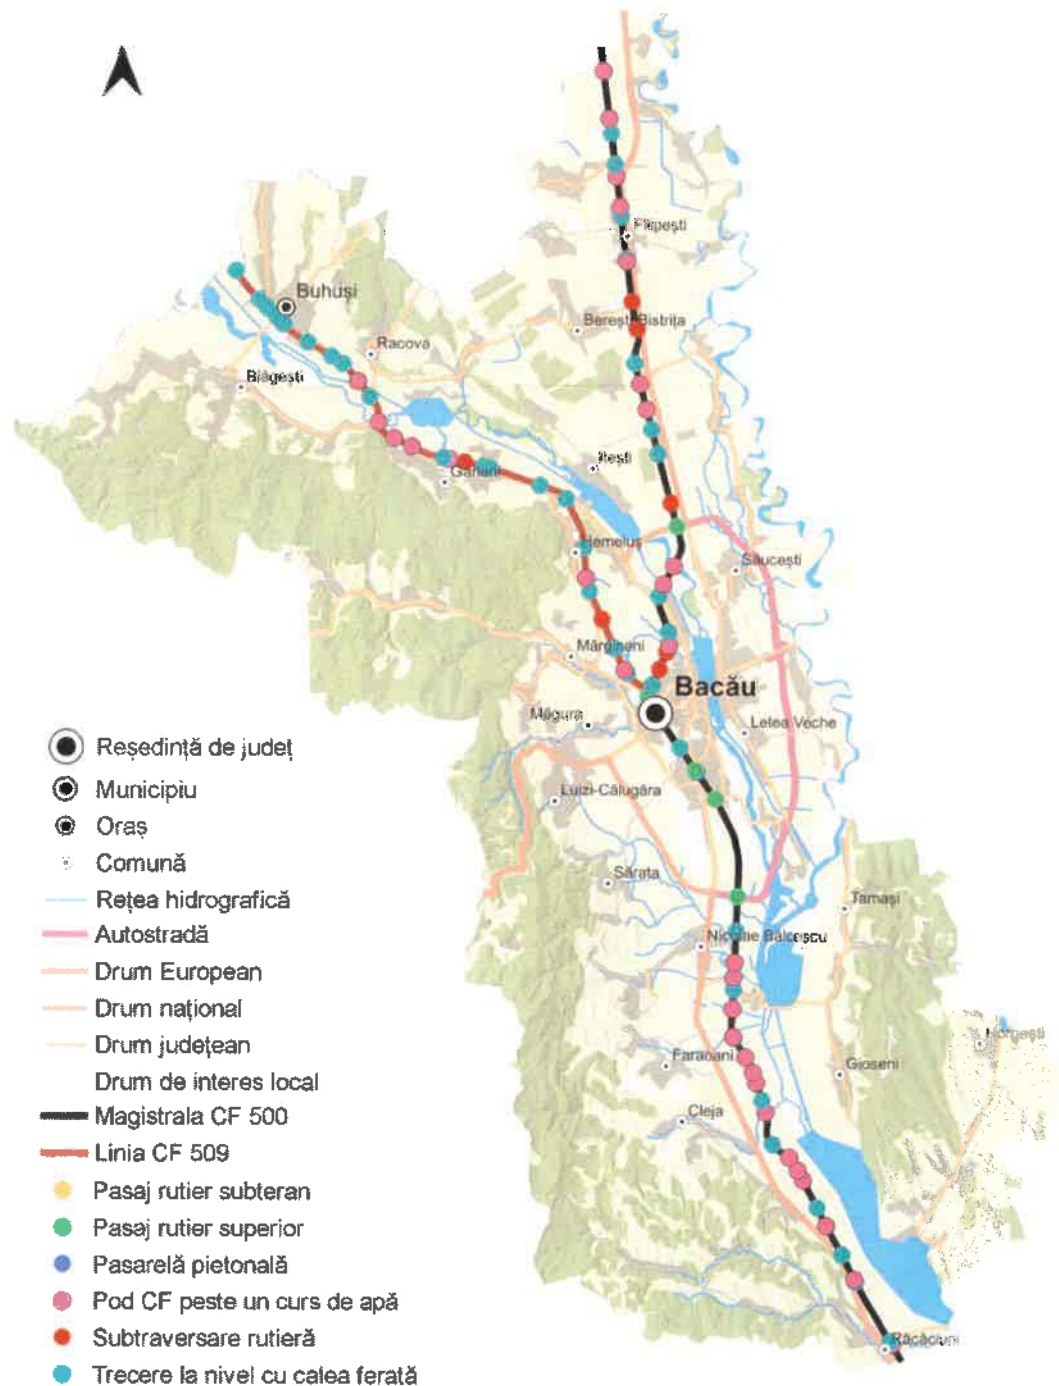 Filipești
Buhuși
Berești Bistrița
Racova
Blăgești
Itești
Gârleni
Hemeiuș
Săucești
Mărgineni
Bacău
Măgura
Letea Veche
Reședință de județ
Luizi-Călugăra
Municipiu
Oraș
Comună
Sărata
Rețea hidrografică
Tamași
Autostradă
Nicolae Bălcescu
Drum European
Drum național
Horgești
Drum județean
Faraoani
Gioseni
Drum de interes local
Magistrala CF 500
Cleja
Linia CF 509
Pasaj rutier subteran
Pasaj rutier superior
Pasarelă pietonală
Pod CF peste un curs de apă
Subtraversare rutieră
Răcăciuni
Trecere la nivel cu calea ferată